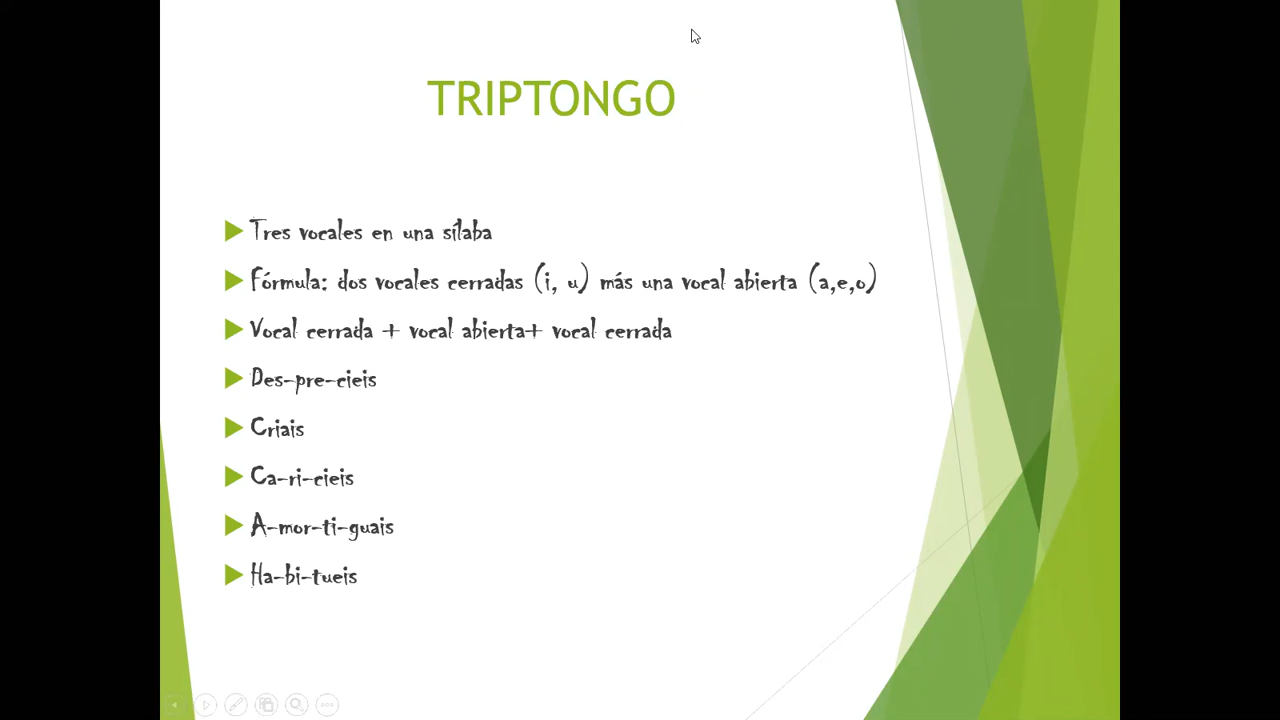 TRIPTONGO
Tres vocales en una sílaba
Fórmula: dos vocales cerradas (i, u) más una vocal abierta (a,e,o)
Vocal cerrada + vocal abierta+ vocal cerrada
Des-pre-cieis
Criais
Ca-ri-cieis
A-mor-ti-guais
Ha-bi-tueis